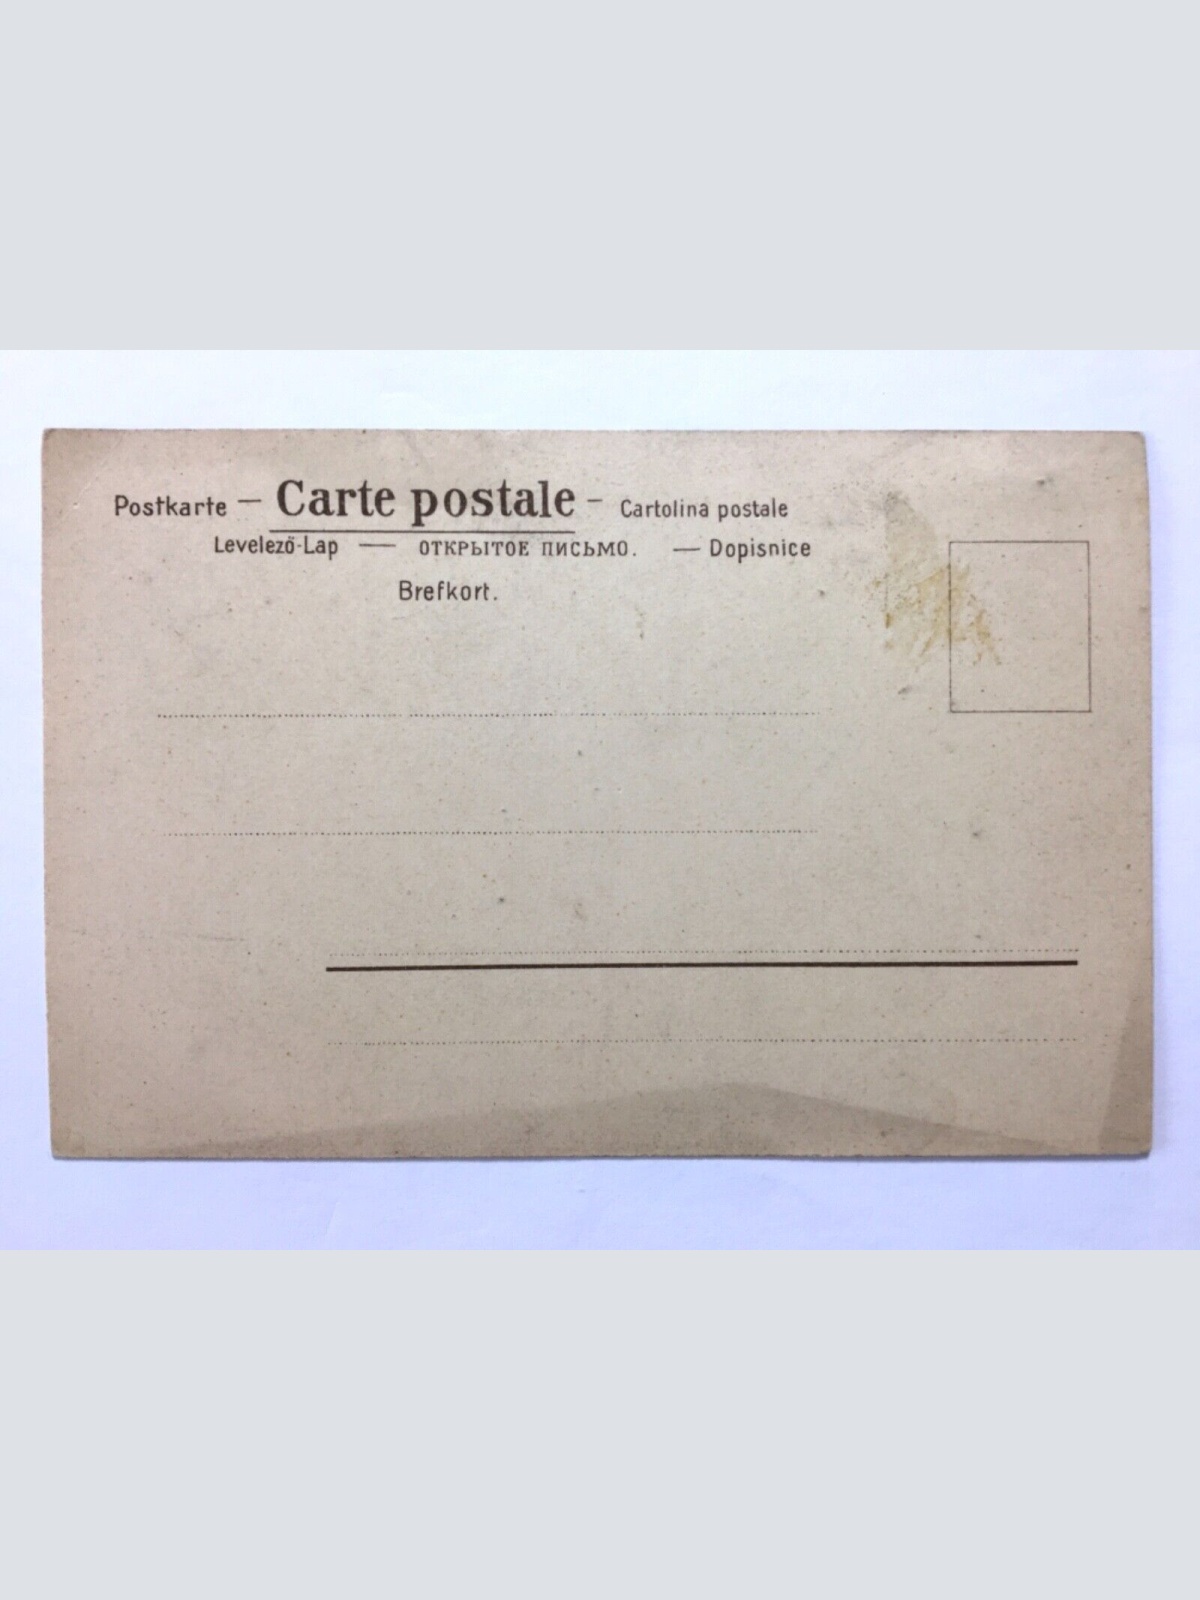 Postkarte — Carte postale — Cartolina postale
Levelező-Lap — ОТКРЫТОЕ ПИСЬМО. — Dopisnice
Brefkort.